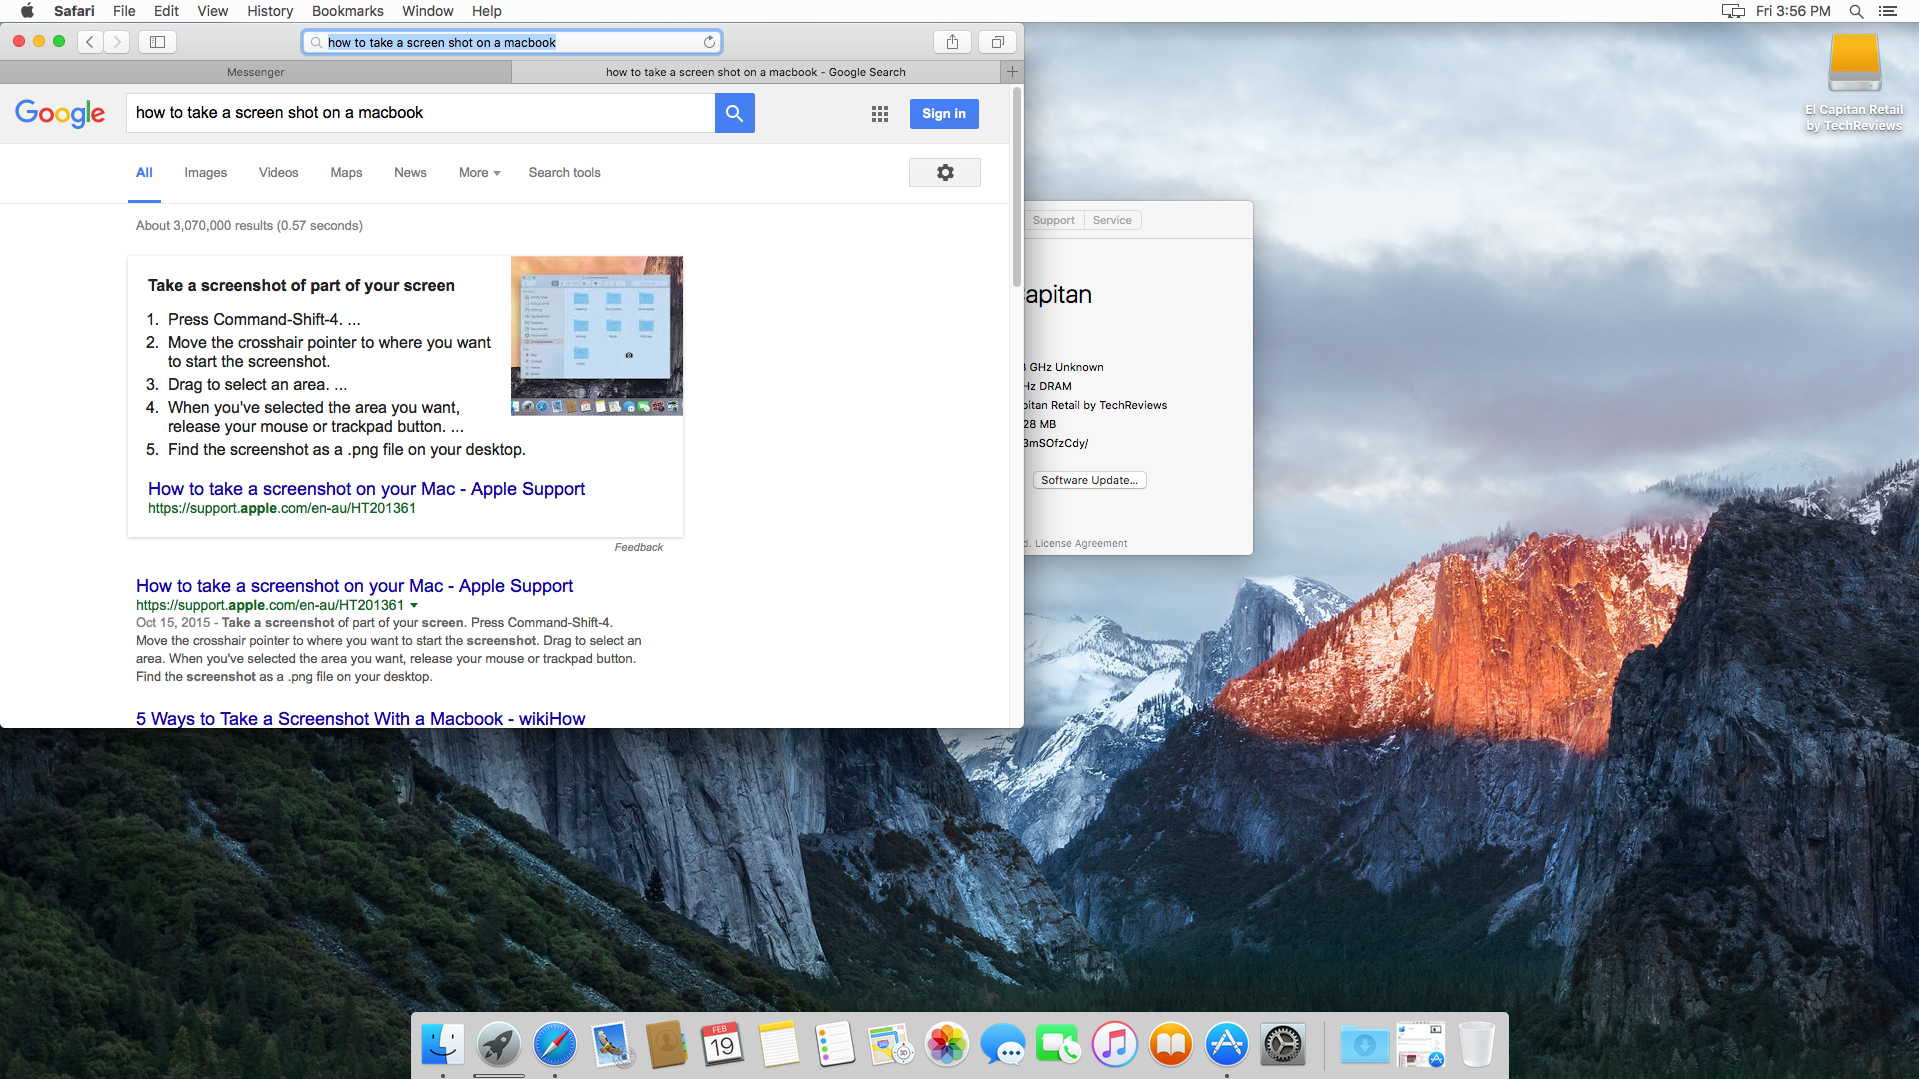 Safari File Edit View History Bookmarks Window Help
Fri 3:56 PM
how to take a screen shot on a macbook
Messenger
how to take a screen shot on a macbook - Google Search
Google
how to take a screen shot on a macbook
Sign in
All Images Videos Maps News More Search tools
About 3,070,000 results (0.57 seconds)
Take a screenshot of part of your screen
1. Press Command-Shift-4. ...
2. Move the crosshair pointer to where you want
to start the screenshot.
3. Drag to select an area. ...
4. When you've selected the area you want,
release your mouse or trackpad button. ...
5. Find the screenshot as a .png file on your desktop.
How to take a screenshot on your Mac - Apple Support
https://support.apple.com/en-au/HT201361
Feedback
How to take a screenshot on your Mac - Apple Support
https://support.apple.com/en-au/HT201361
Oct 15, 2015 - Take a screenshot of part of your screen. Press Command-Shift-4.
Move the crosshair pointer to where you want to start the screenshot. Drag to select an
area. When you've selected the area you want, release your mouse or trackpad button.
Find the screenshot as a .png file on your desktop.
5 Ways to Take a Screenshot With a Macbook - wikiHow
Support Service
apitan
GHz Unknown
Hz DRAM
pitan Retail by TechReviews
28 MB
3mSOfzCdy/
Software Update...
d. License Agreement
El Capitan Retail
by TechReviews
FEB
19
3D